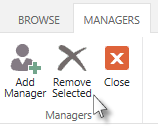 BROWSE MANAGERS
Add Remove Close
Manager Selected
Managers